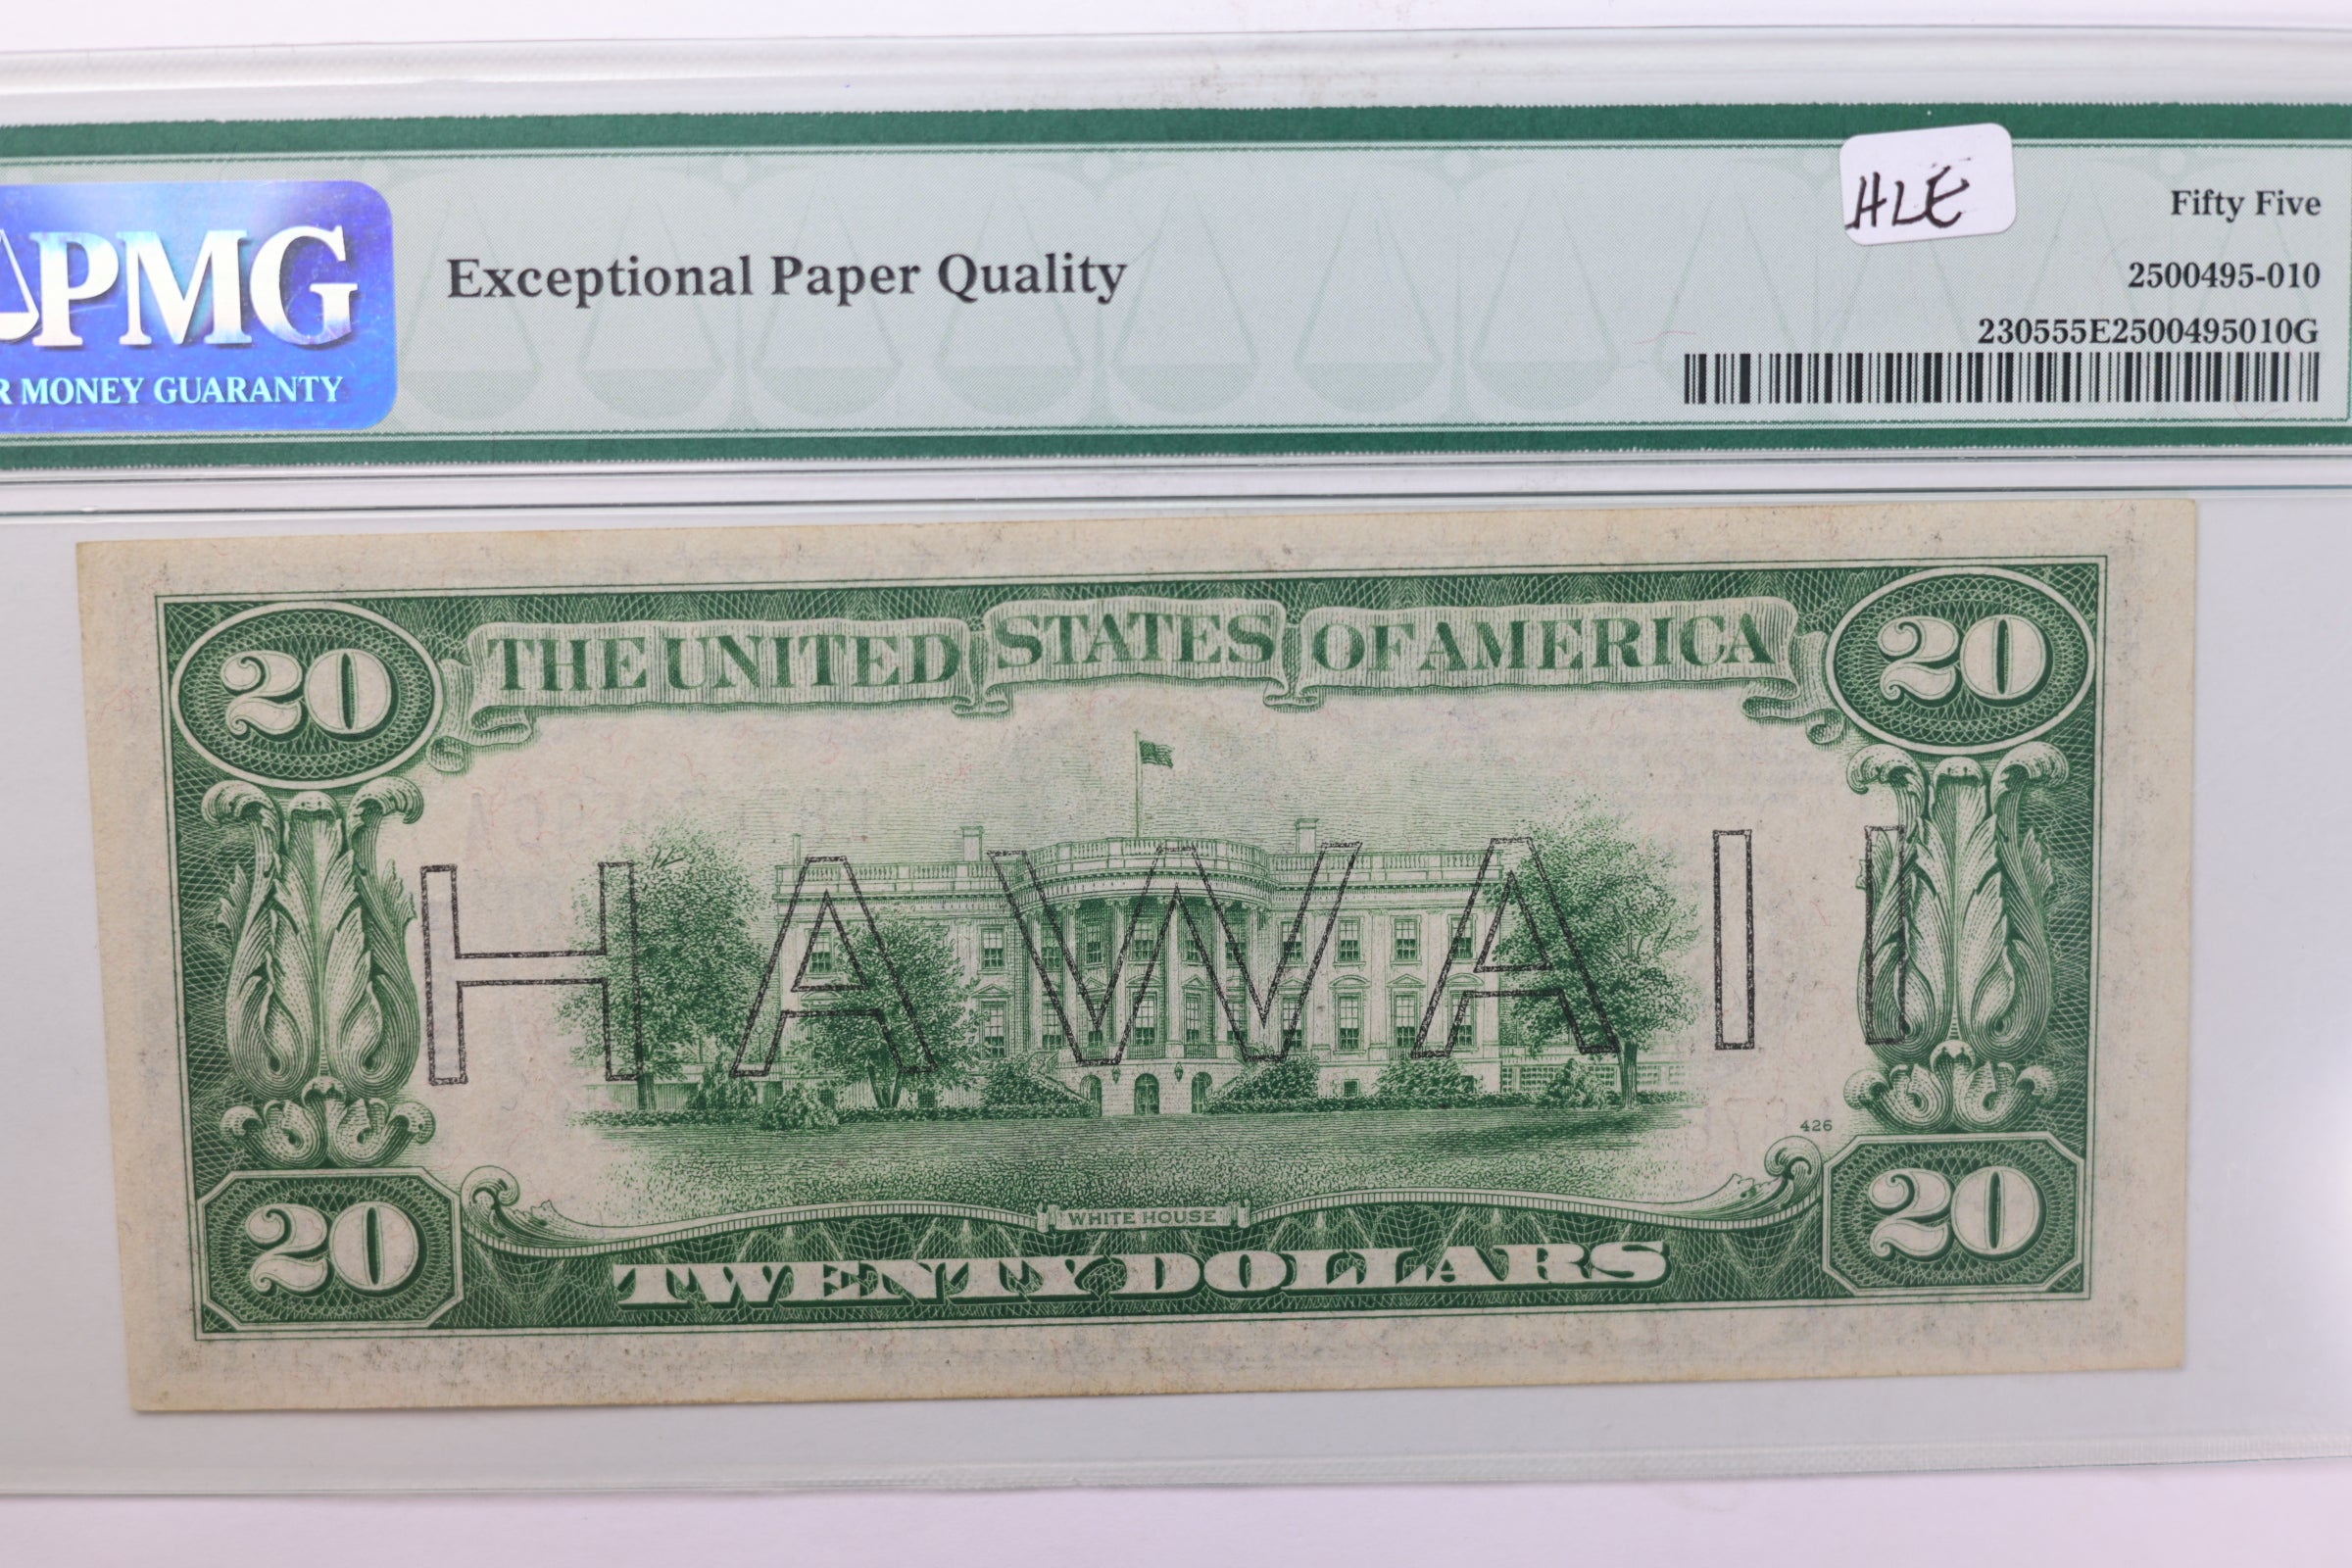 PMG
R MONEY GUARANTY
Exceptional Paper Quality
HLE
Fifty Five
2500495-010
230555E2500495010G
20
THE UNITED STATES OF AMERICA
20
HAWAII
426
20
WHITE HOUSE
TWENTY DOLLARS
20